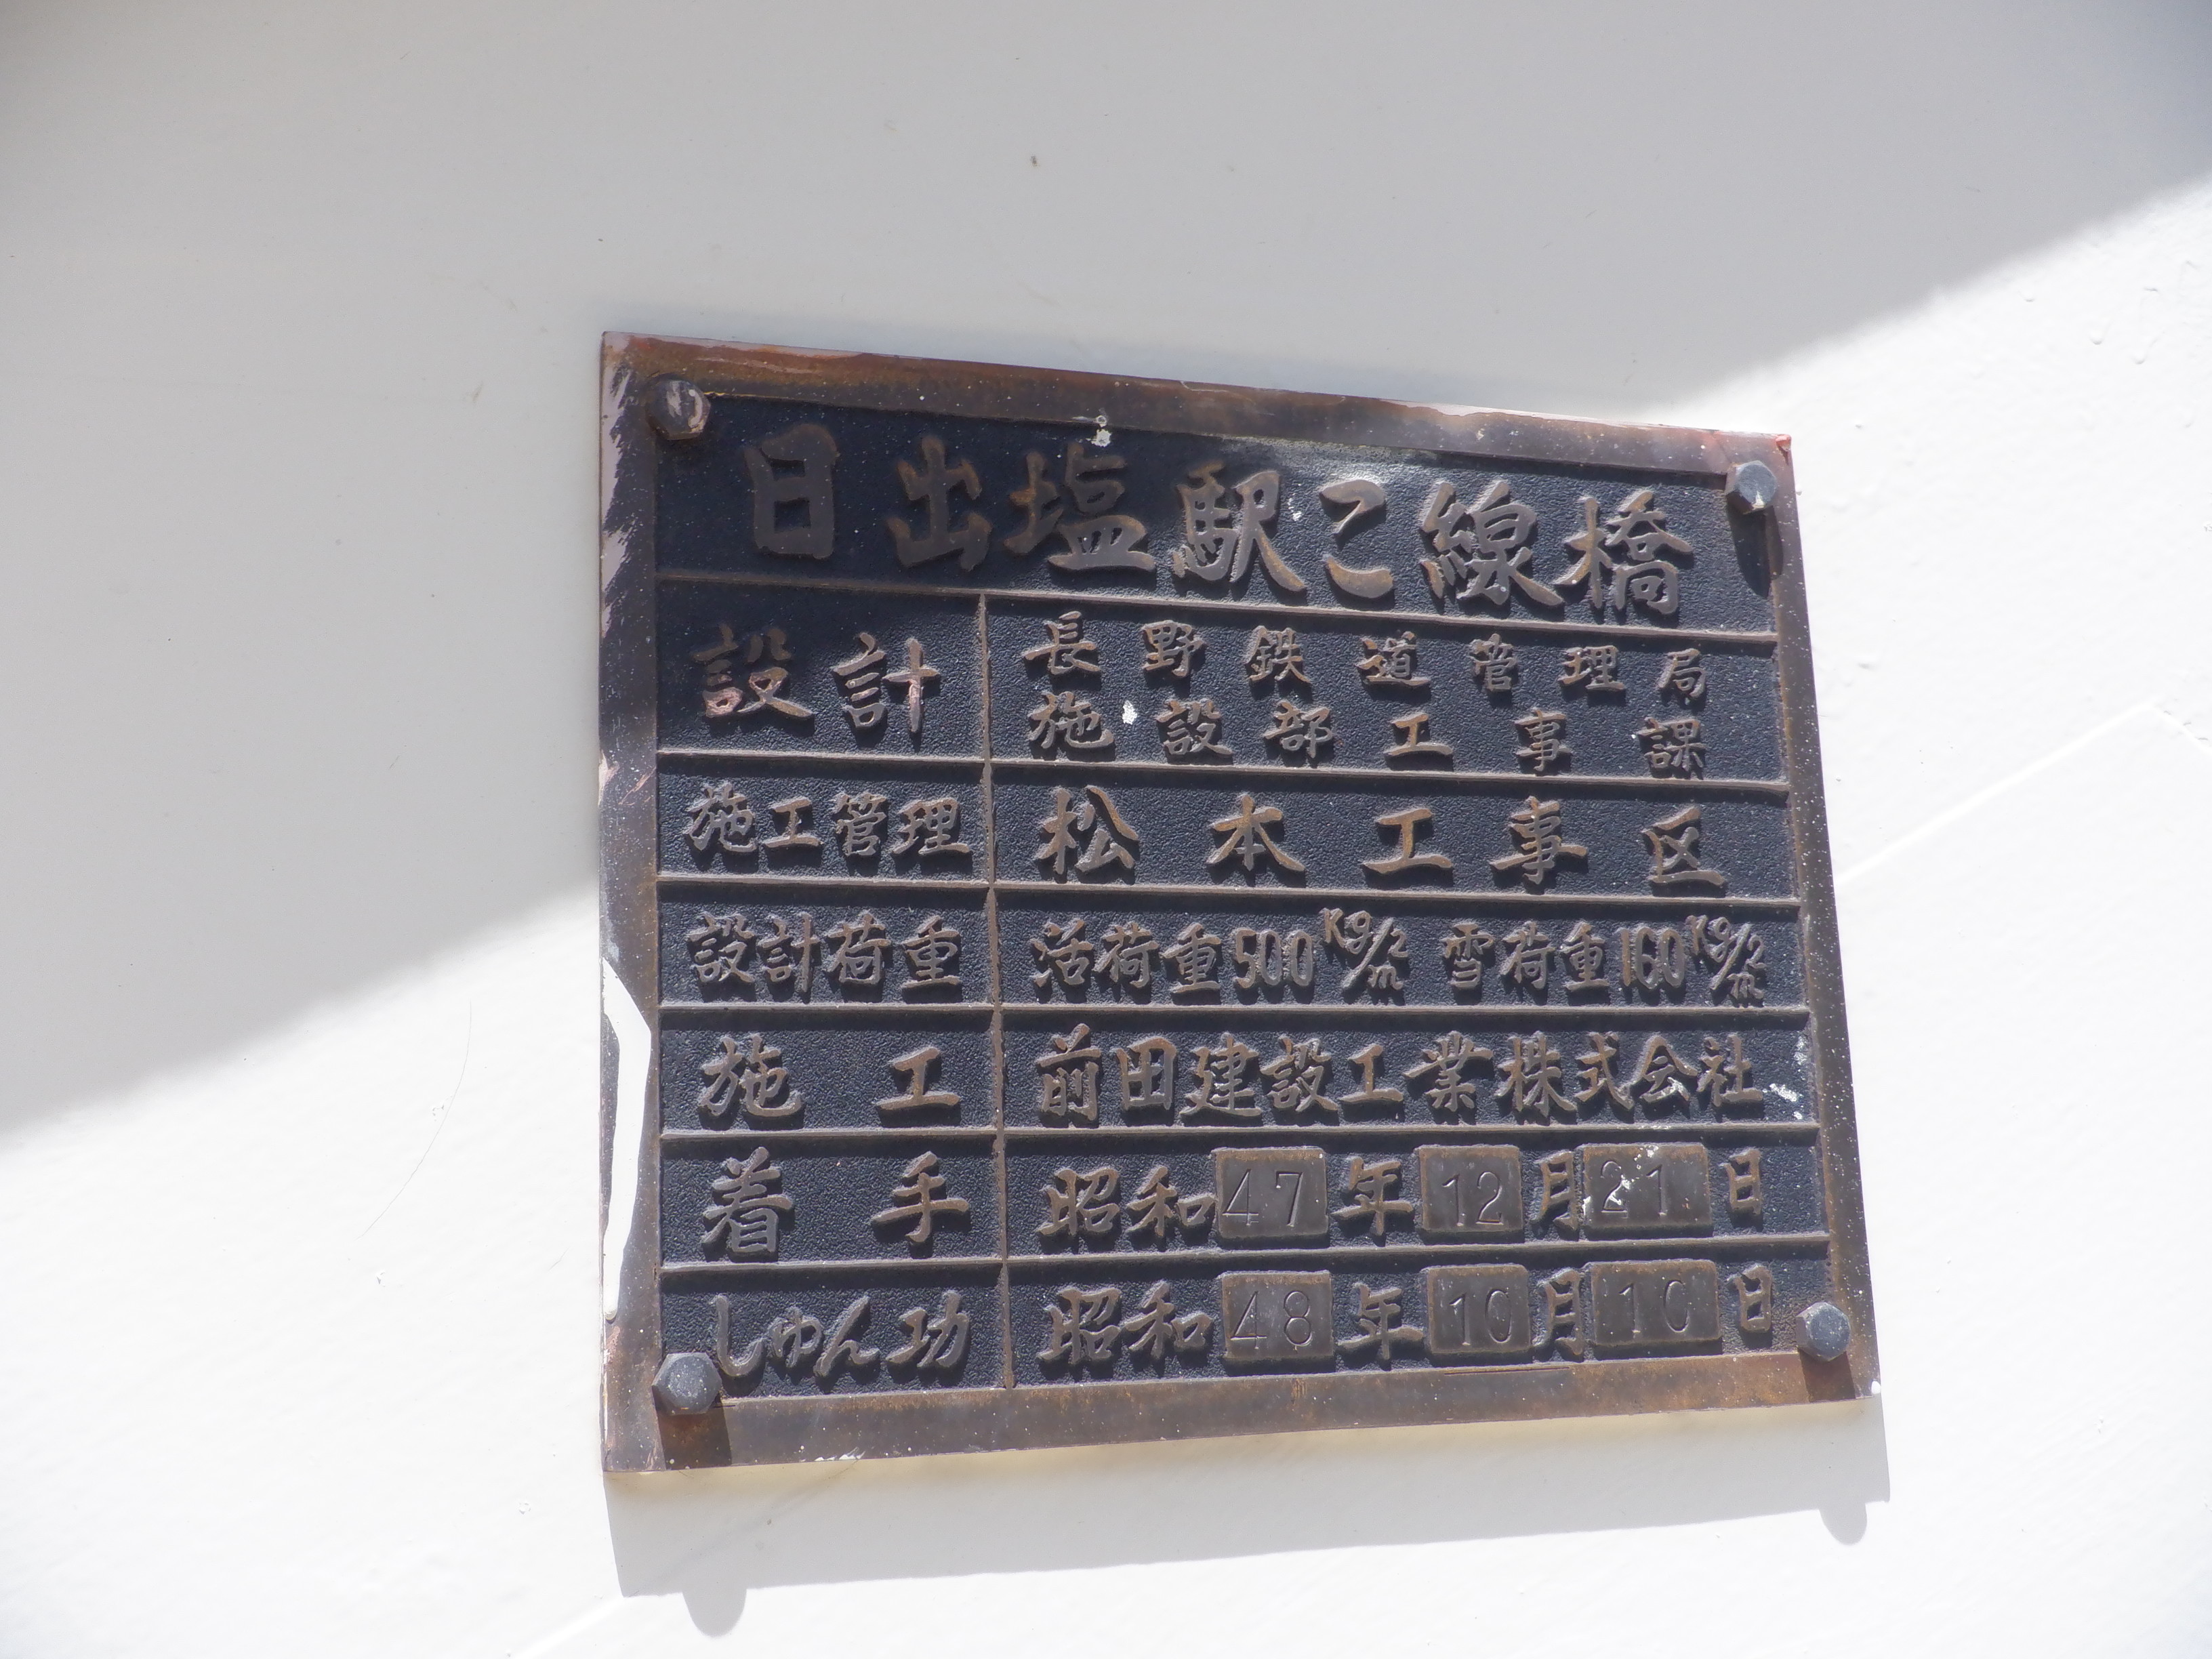 日出塩駅こ線橋
設計 長野鉄道管理局
施設部工事課
施工管理 松本工事区
設計荷重 活荷重500Kg/m2 雪荷重160Kg/m2
施工 前田建設工業株式会社
着手 昭和47年12月21日
しゅん功 昭和48年10月10日